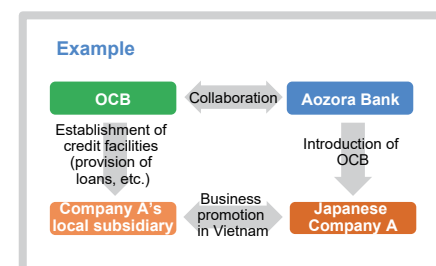 Example
OCB
Collaboration
Aozora Bank
Establishment of
credit facilities
(provision of
loans, etc.)
Introduction of
OCB
Company A's
local subsidiary
Business
promotion
in Vietnam
Japanese
Company A